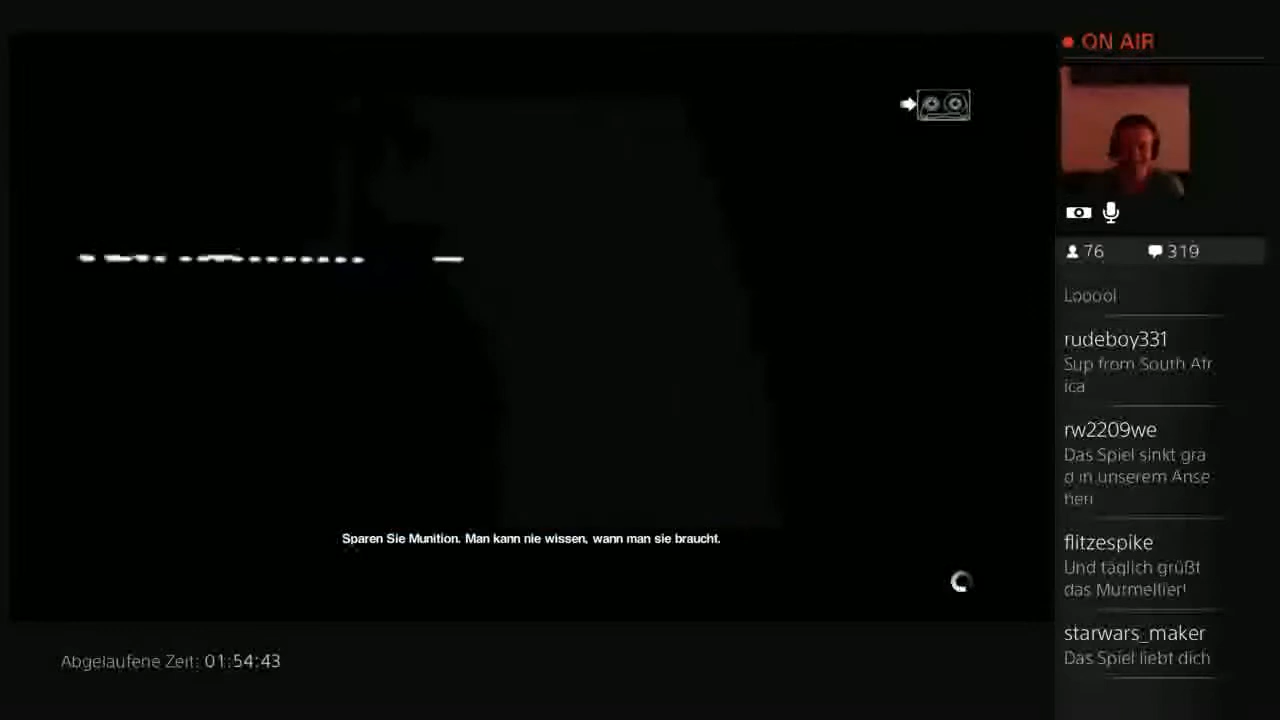 ON AIR
76 319
Looool
rudeboy331
Sup from South Afr
ica
rw2209we
Das Spiel sinkt gra
d in unserem Anse
hen
flitzespike
Und täglich grüßt
das Murmeltier!
starwars_maker
Das Spiel liebt dich
Sparen Sie Munition. Man kann nie wissen, wann man sie braucht.
Abgelaufene Zeit: 01:54:43